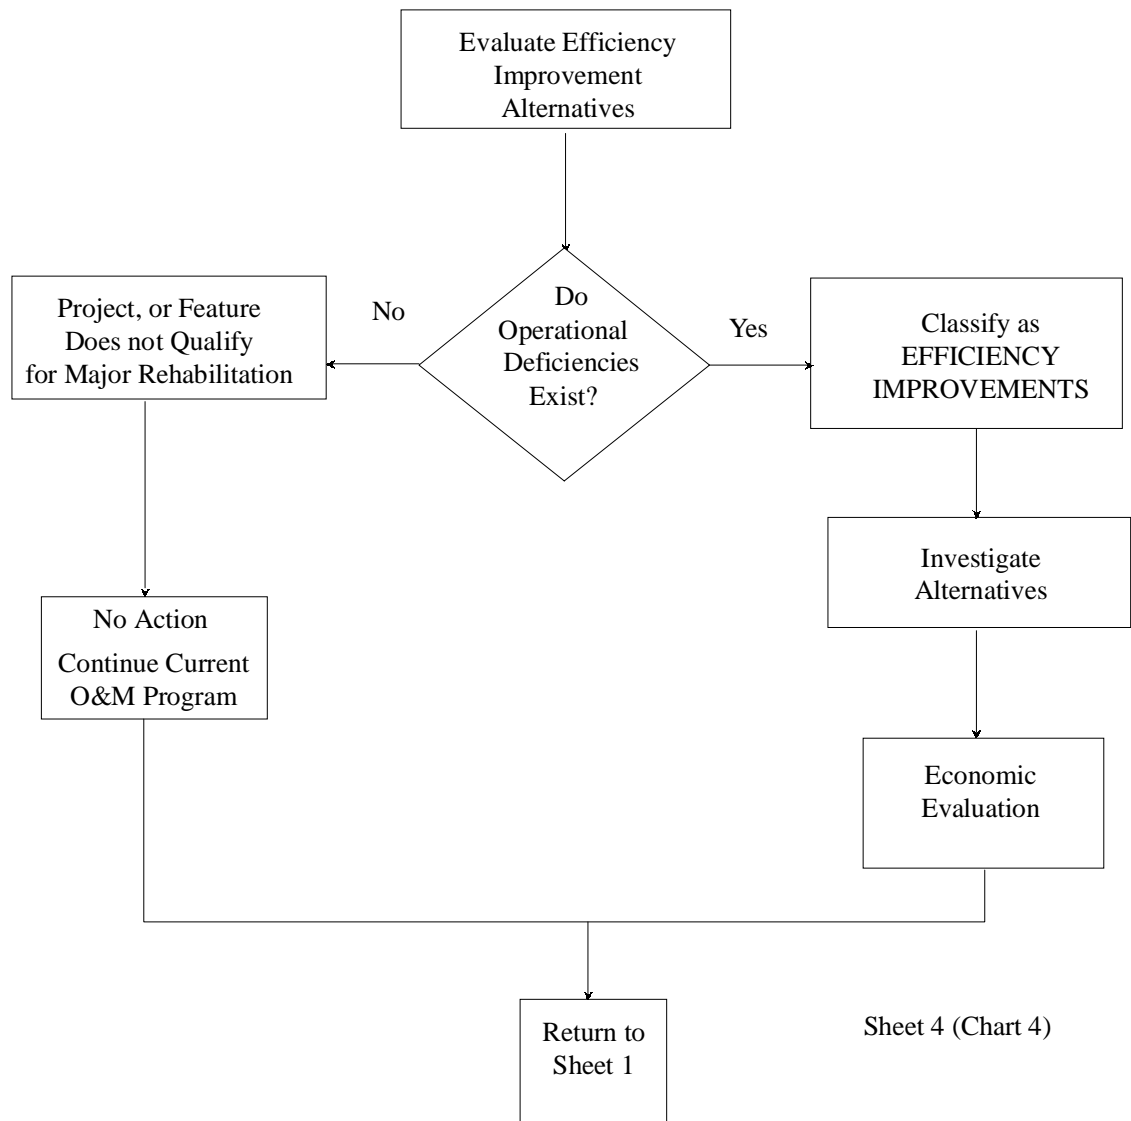 Evaluate Efficiency
Improvement
Alternatives
Do
Operational
Deficiencies
Exist?
No
Yes
Project, or Feature
Does not Qualify
for Major Rehabilitation
Classify as
EFFICIENCY
IMPROVEMENTS
Investigate
Alternatives
No Action
Continue Current
O&M Program
Economic
Evaluation
Return to
Sheet 1
Sheet 4 (Chart 4)